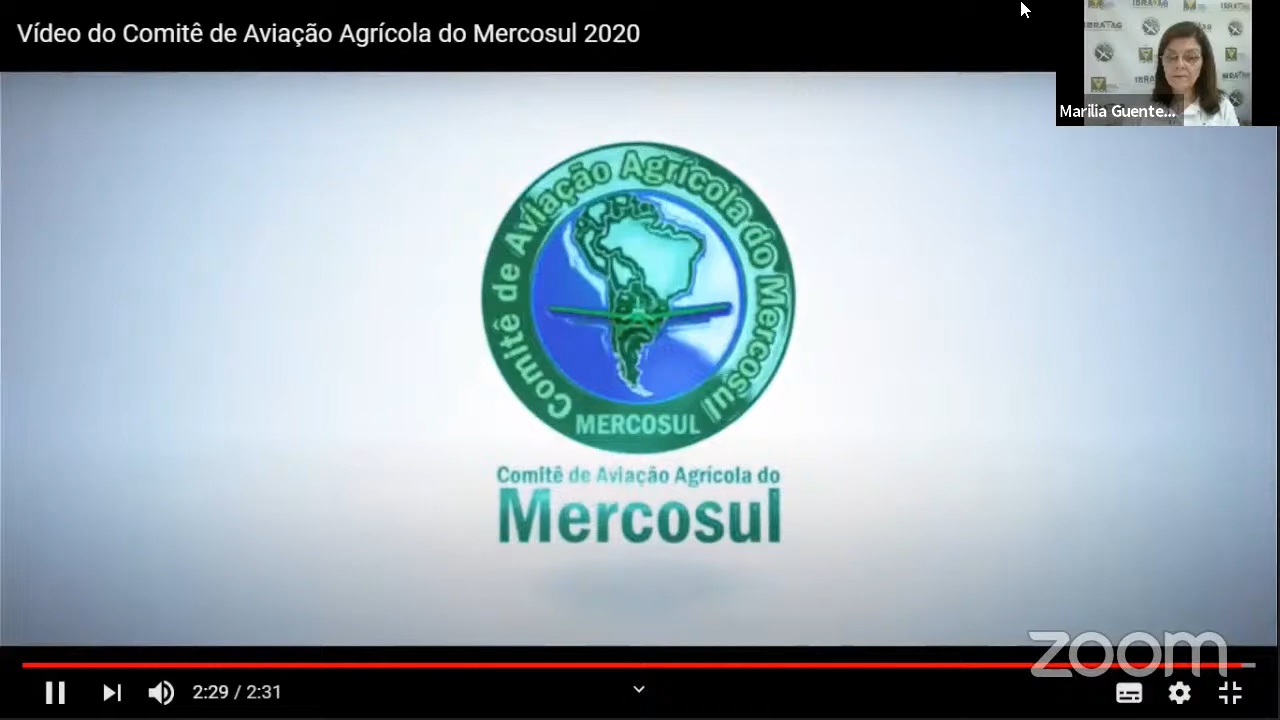 Vídeo do Comitê de Aviação Agrícola do Mercosul 2020
IBRAVAG
Marilia Guente...
Comitê de Aviação Agrícola do Mercosul
MERCOSUL
Comitê de Aviação Agrícola do
Mercosul
zoom
2:29 / 2:31